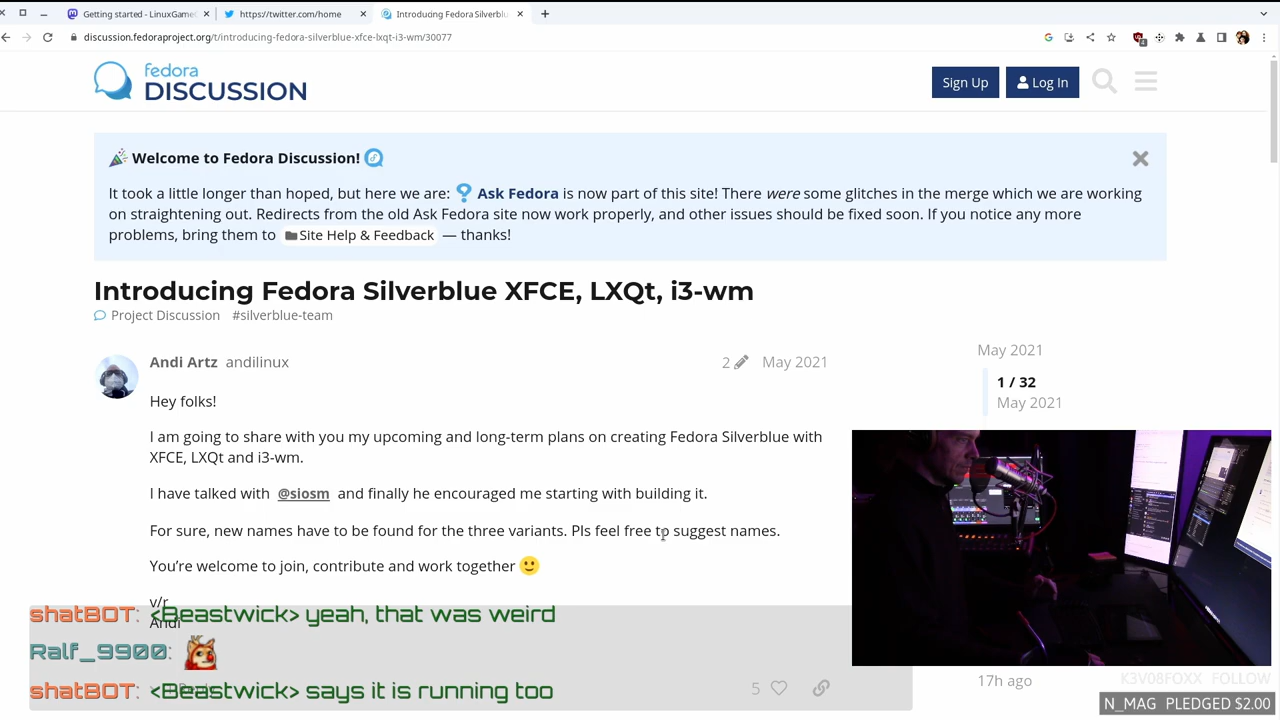 Getting started - LinuxGame
https://twitter.com/home
Introducing Fedora Silverblu
discussion.fedoraproject.org/t/introducing-fedora-silverblue-xfce-lxqt-i3-wm/30077
fedora
DISCUSSION
Sign Up
Log In
Welcome to Fedora Discussion!
It took a little longer than hoped, but here we are: Ask Fedora is now part of this site! There were some glitches in the merge which we are working
on straightening out. Redirects from the old Ask Fedora site now work properly, and other issues should be fixed soon. If you notice any more
problems, bring them to Site Help & Feedback — thanks!
Introducing Fedora Silverblue XFCE, LXQt, i3-wm
Project Discussion #silverblue-team
Andi Artz andilinux
2 May 2021
Hey folks!
I am going to share with you my upcoming and long-term plans on creating Fedora Silverblue with
XFCE, LXQt and i3-wm.
I have talked with @siosm and finally he encouraged me starting with building it.
For sure, new names have to be found for the three variants. Pls feel free to suggest names.
You’re welcome to join, contribute and work together
v/r
Andi
5
May 2021
1 / 32
May 2021
17h ago
shatBOT: <Beastwick> yeah, that was weird
Ralf_9900:
shatBOT: <Beastwick> says it is running too
K3V08FOXX FOLLOW
N_MAG PLEDGED $2.00